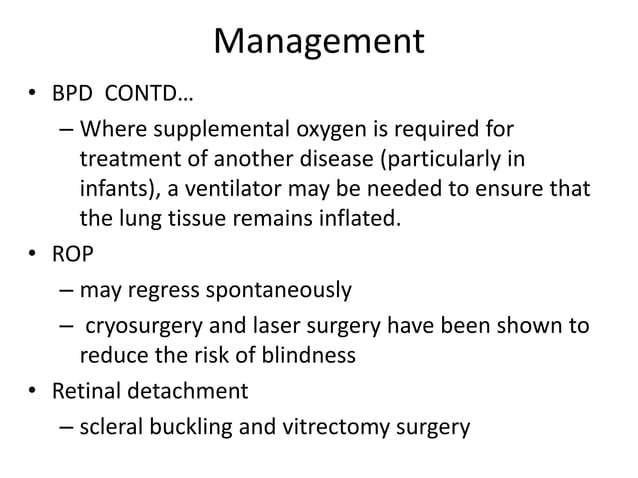 Management
• BPD  CONTD…
– Where supplemental oxygen is required for
treatment of another disease (particularly in
infants), a ventilator may be needed to ensure that
the lung tissue remains inflated.
• ROP
– may regress spontaneously
–  cryosurgery and laser surgery have been shown to
reduce the risk of blindness
• Retinal detachment
– scleral buckling and vitrectomy surgery